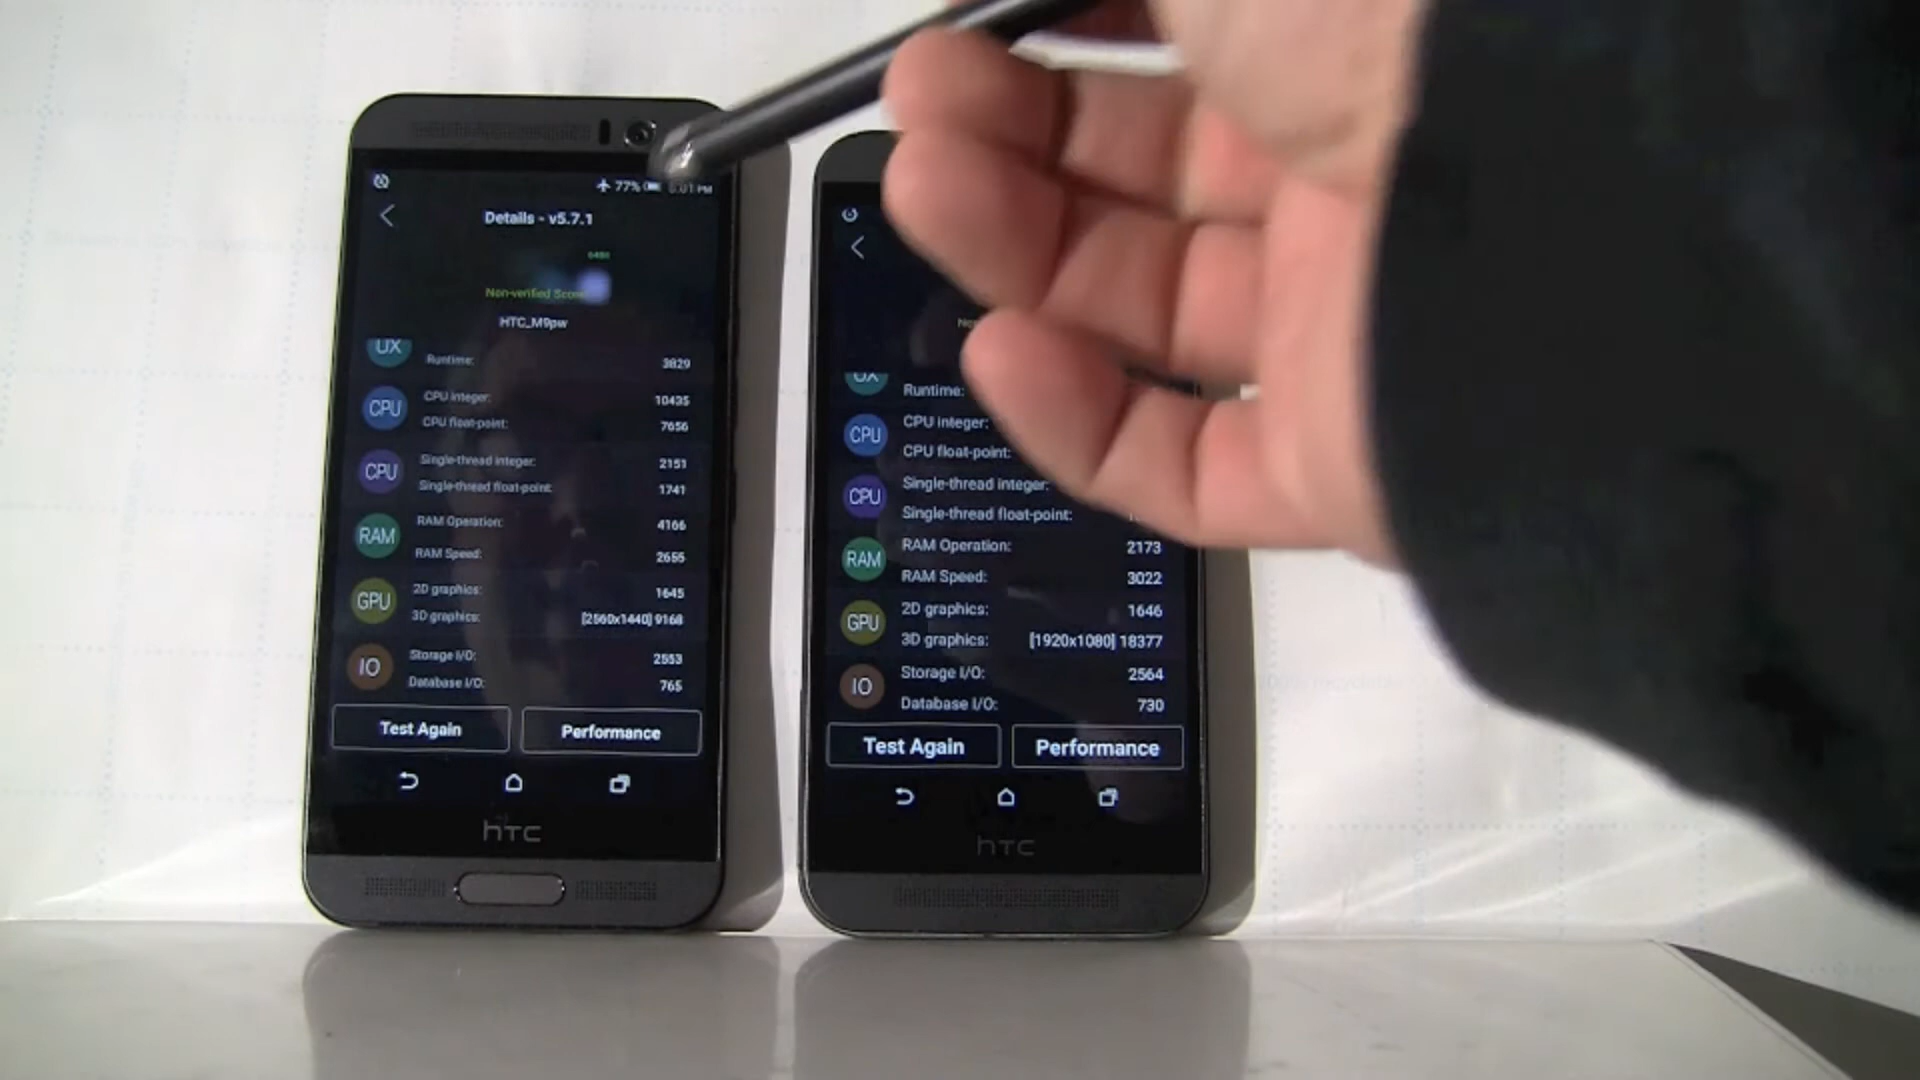 77%
Details - v5.7.1
Non-verified Score
HTC_M9pw
UX
Runtime: 3829
CPU
CPU integer: 10435
CPU float-point: 7656
CPU
Single-thread integer: 2151
Single-thread float-point: 1741
RAM
RAM Operation: 4166
RAM Speed: 2655
GPU
2D graphics: 1645
3D graphics: [2560x1440] 9168
IO
Storage I/O: 2553
Database I/O: 765
Test Again Performance
hTC
UX
Runtime:
CPU
CPU integer:
CPU float-point:
CPU
Single-thread integer:
Single-thread float-point:
RAM
RAM Operation: 2173
RAM Speed: 3022
GPU
2D graphics: 1646
3D graphics: [1920x1080] 18377
IO
Storage I/O: 2564
Database I/O: 730
Test Again Performance
hTC